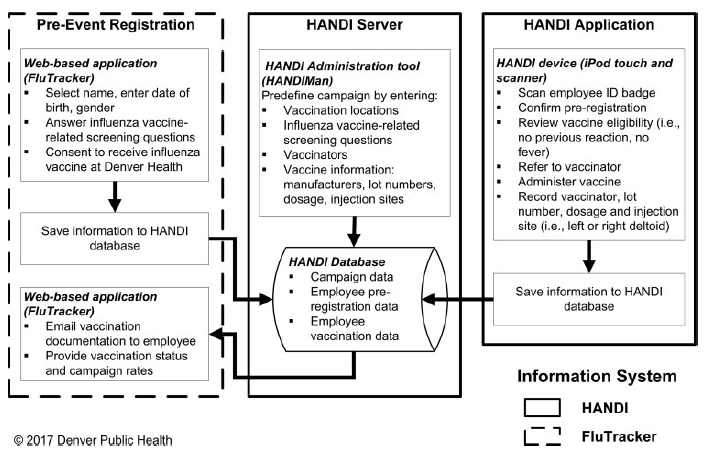 Pre-Event Registration
Web-based application
(FluTracker)
▪ Select name, enter date of
birth, gender
▪ Answer influenza vaccine-
related screening questions
▪ Consent to receive influenza
vaccine at Denver Health
Save information to HANDI
database
Web-based application
(FluTracker)
▪ Email vaccination
documentation to employee
▪ Provide vaccination status
and campaign rates
HANDI Server
HANDI Administration tool
(HANDIMan)
Predefine campaign by entering:
▪ Vaccination locations
▪ Influenza vaccine-related
screening questions
▪ Vaccinators
▪ Vaccine information:
manufacturers, lot numbers,
dosage, injection sites
HANDI Database
▪ Campaign data
▪ Employee pre-
registration data
▪ Employee
vaccination data
HANDI Application
HANDI device (iPod touch and
scanner)
▪ Scan employee ID badge
▪ Confirm pre-registration
▪ Review vaccine eligibility (i.e.,
no previous reaction, no
fever)
▪ Refer to vaccinator
▪ Administer vaccine
▪ Record vaccinator, lot
number, dosage and injection
site (i.e., left or right deltoid)
Save information to HANDI
database
Information System
HANDI
FluTracker
© 2017 Denver Public Health